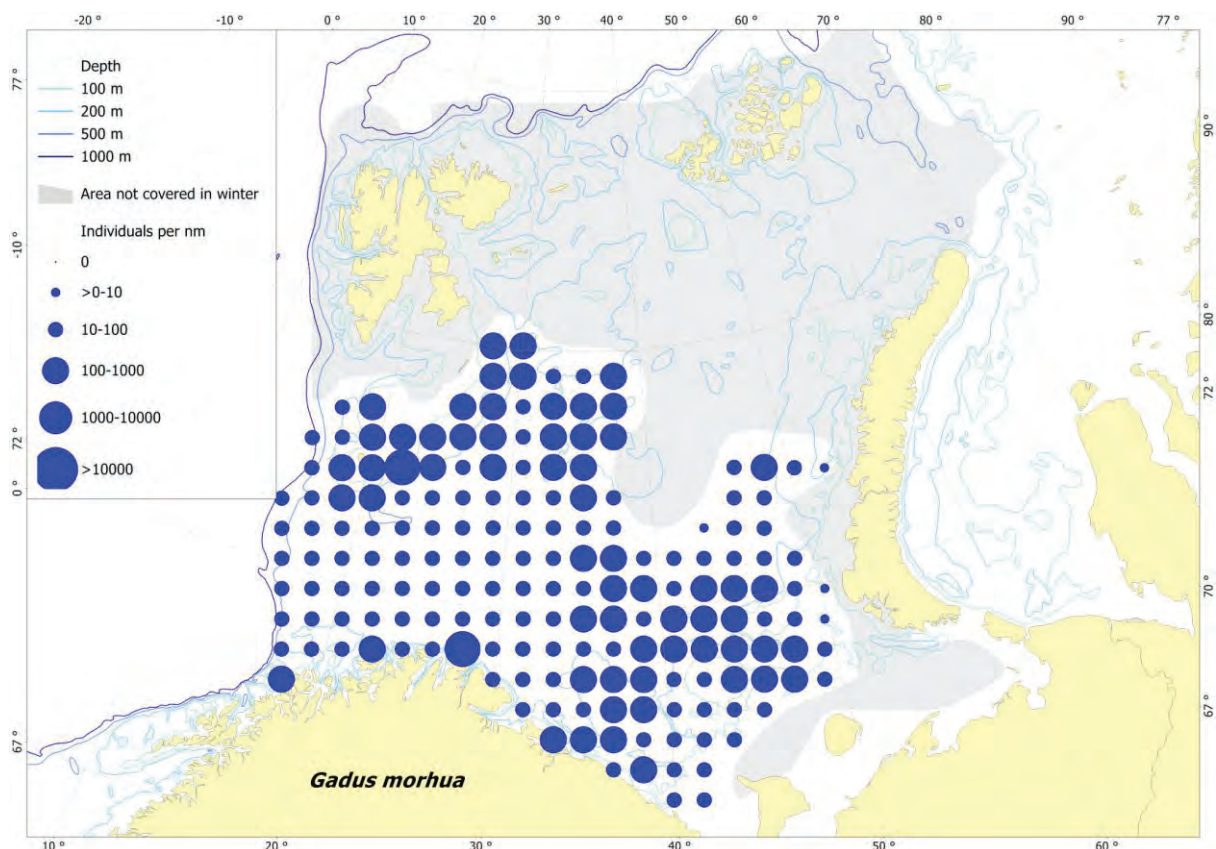 -20 ° -10 ° 0 ° 10 ° 20 ° 30 ° 40 ° 50 ° 60 ° 70 ° 80 ° 90 ° 77 °
77 °
-10 °
72 °
0 °
67 °
Depth
100 m
200 m
500 m
1000 m
Area not covered in winter
Individuals per nm
0
>0-10
10-100
100-1000
1000-10000
>10000
90 °
80 °
72 °
70 °
67 °
Gadus morhua
10 ° 20 ° 30 ° 40 ° 50 ° 60 °